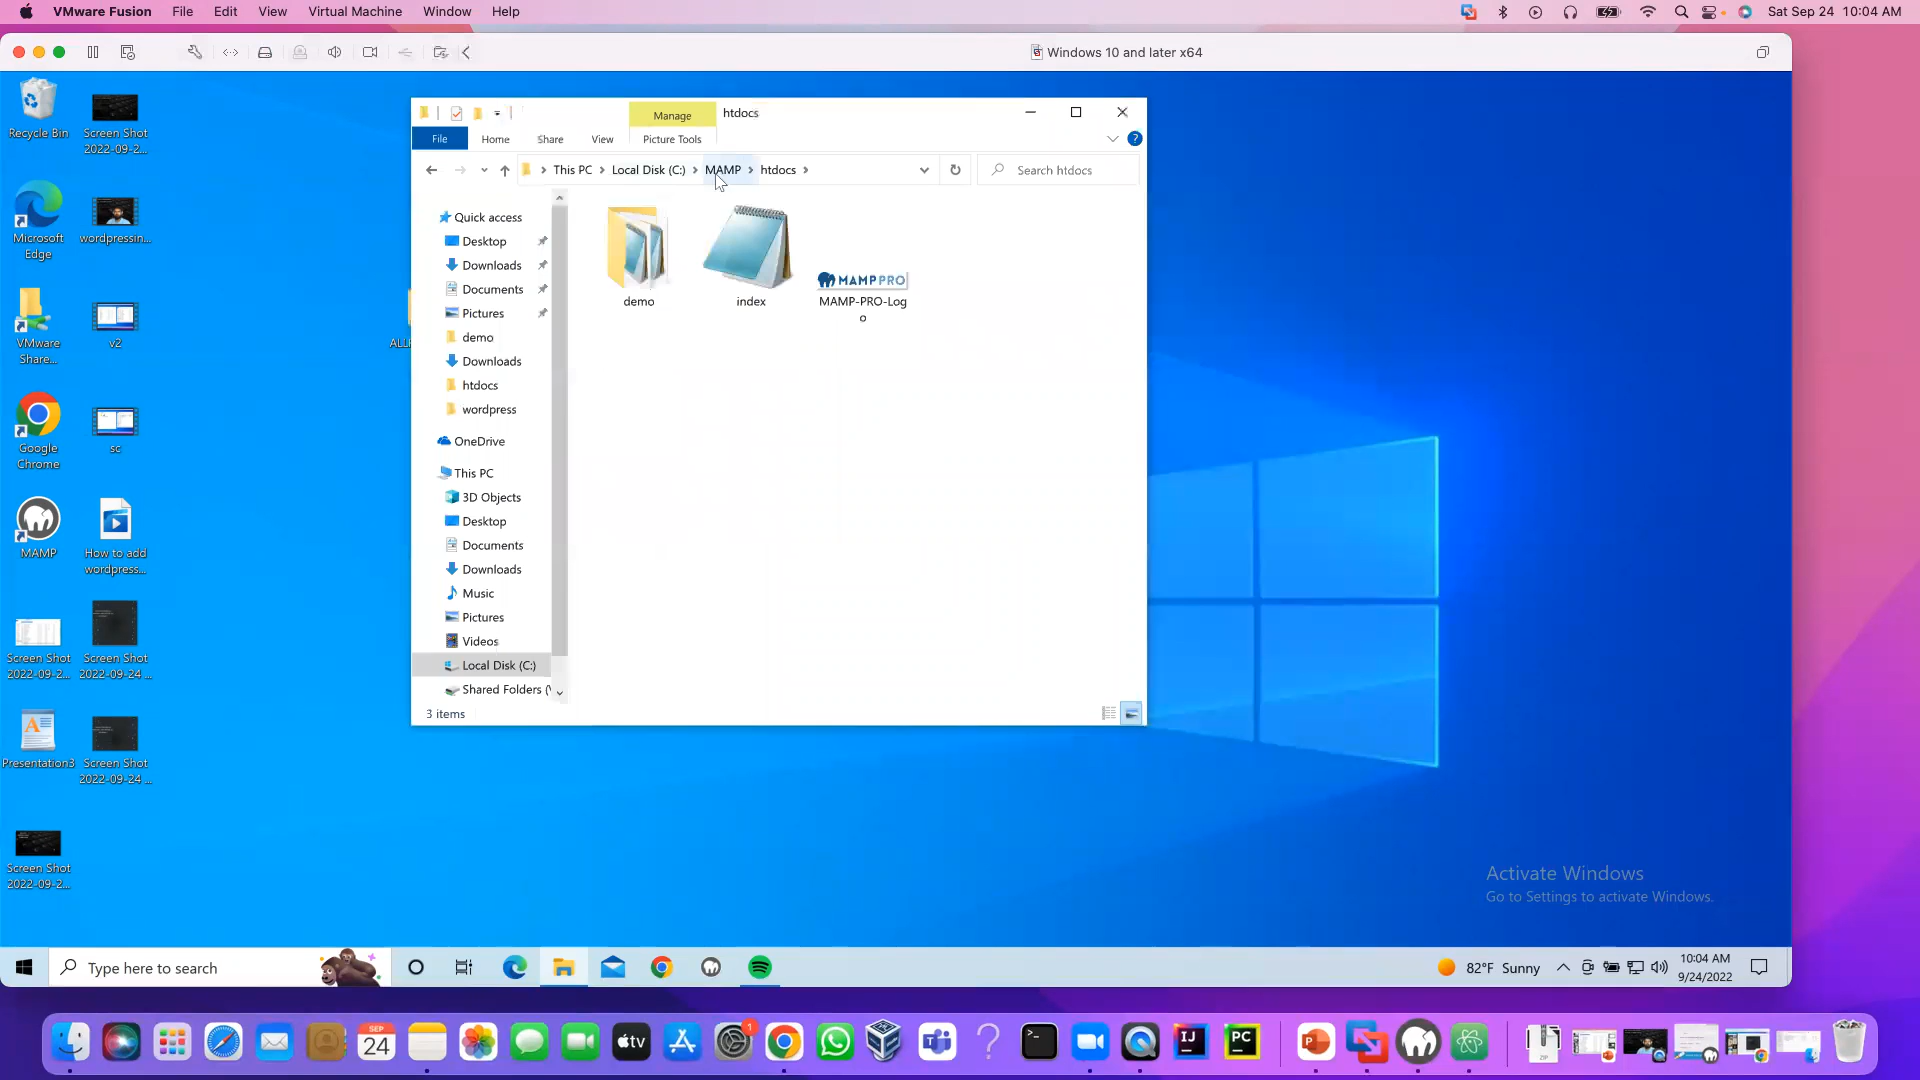 VMware Fusion File Edit View Virtual Machine Window Help
Sat Sep 24 10:04 AM
Windows 10 and later x64
Recycle Bin
Screen Shot
2022-09-2...
Microsoft
Edge
wordpressin...
VMware
Share...
v2
Google
Chrome
sc
MAMP
How to add
wordpress...
Screen Shot
2022-09-2...
Screen Shot
2022-09-24 ...
Presentation3
Screen Shot
2022-09-24 ...
Screen Shot
2022-09-2...
Manage
htdocs
File Home Share View Picture Tools
This PC Local Disk (C:) MAMP htdocs
Search htdocs
Quick access
Desktop
Downloads
Documents
Pictures
demo
Downloads
htdocs
wordpress
OneDrive
This PC
3D Objects
Desktop
Documents
Downloads
Music
Pictures
Videos
Local Disk (C:)
Shared Folders (\
3 items
demo
index
MAMP PRO
MAMP-PRO-Log
o
Activate Windows
Go to Settings to activate Windows.
Type here to search
82°F Sunny
10:04 AM
9/24/2022
SEP
24
tv
1
IJ
PC
ZIP